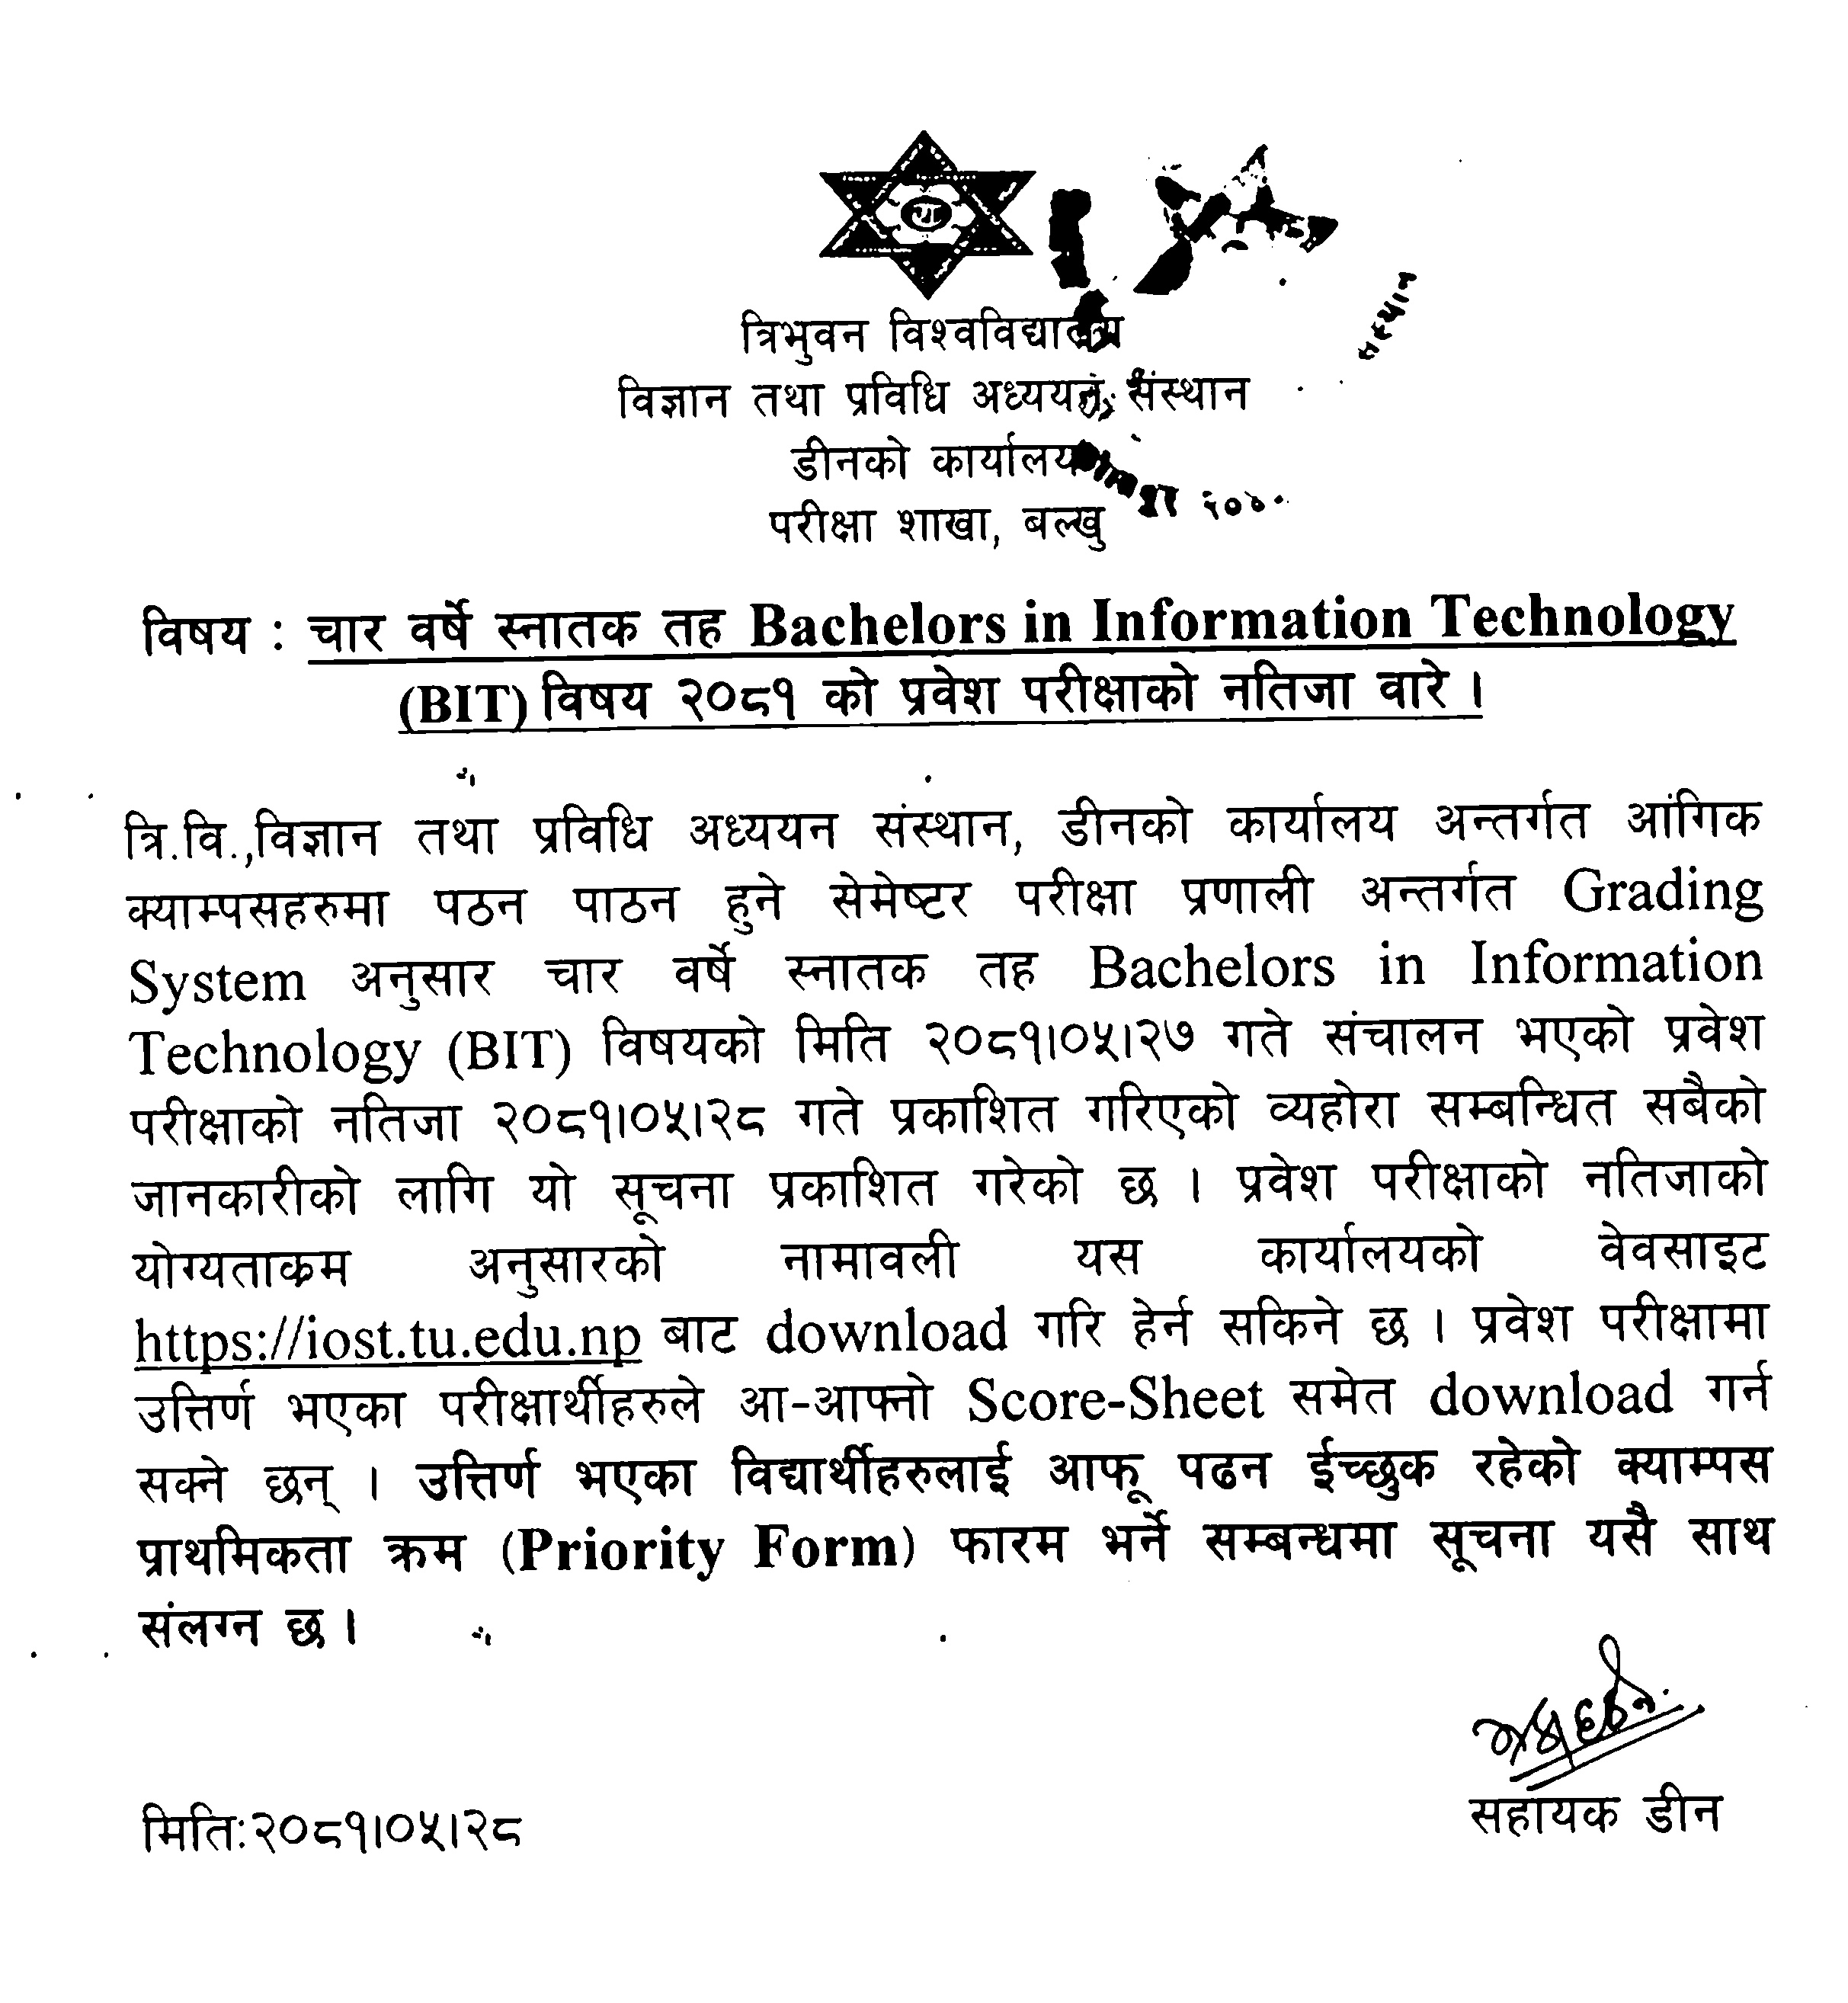 त्रिभुवन विश्वविद्यालय
विज्ञान तथा प्रविधि अध्ययन संस्थान
डीनको कार्यालय
परीक्षा शाखा, बल्खु
विषय : चार वर्षे स्नातक तह Bachelors in Information Technology
(BIT) विषय २०८१ को प्रवेश परीक्षाको नतिजा वारे ।
त्रि.वि.,विज्ञान तथा प्रविधि अध्ययन संस्थान, डीनको कार्यालय अन्तर्गत आंगिक
क्याम्पसहरुमा पठन पाठन हुने सेमेष्टर परीक्षा प्रणाली अन्तर्गत Grading
System अनुसार चार वर्षे स्नातक तह Bachelors in Information
Technology (BIT) विषयको मिति २०८१।०५।२७ गते संचालन भएको प्रवेश
परीक्षाको नतिजा २०८१।०५।२८ गते प्रकाशित गरिएको व्यहोरा सम्बन्धित सबैको
जानकारीको लागि यो सूचना प्रकाशित गरेको छ । प्रवेश परीक्षाको नतिजाको
योग्यताक्रम अनुसारको नामावली यस कार्यालयको वेवसाइट
https://iost.tu.edu.np बाट download गरि हेर्न सकिने छ । प्रवेश परीक्षामा
उत्तिर्ण भएका परीक्षार्थीहरुले आ-आफ्नो Score-Sheet समेत download गर्न
सक्ने छन् । उत्तिर्ण भएका विद्यार्थीहरुलाई आफू पढन ईच्छुक रहेको क्याम्पस
प्राथमिकता क्रम (Priority Form) फारम भर्ने सम्बन्धमा सूचना यसै साथ
संलग्न छ ।
सहायक डीन
मिति:२०८१।०५।२८